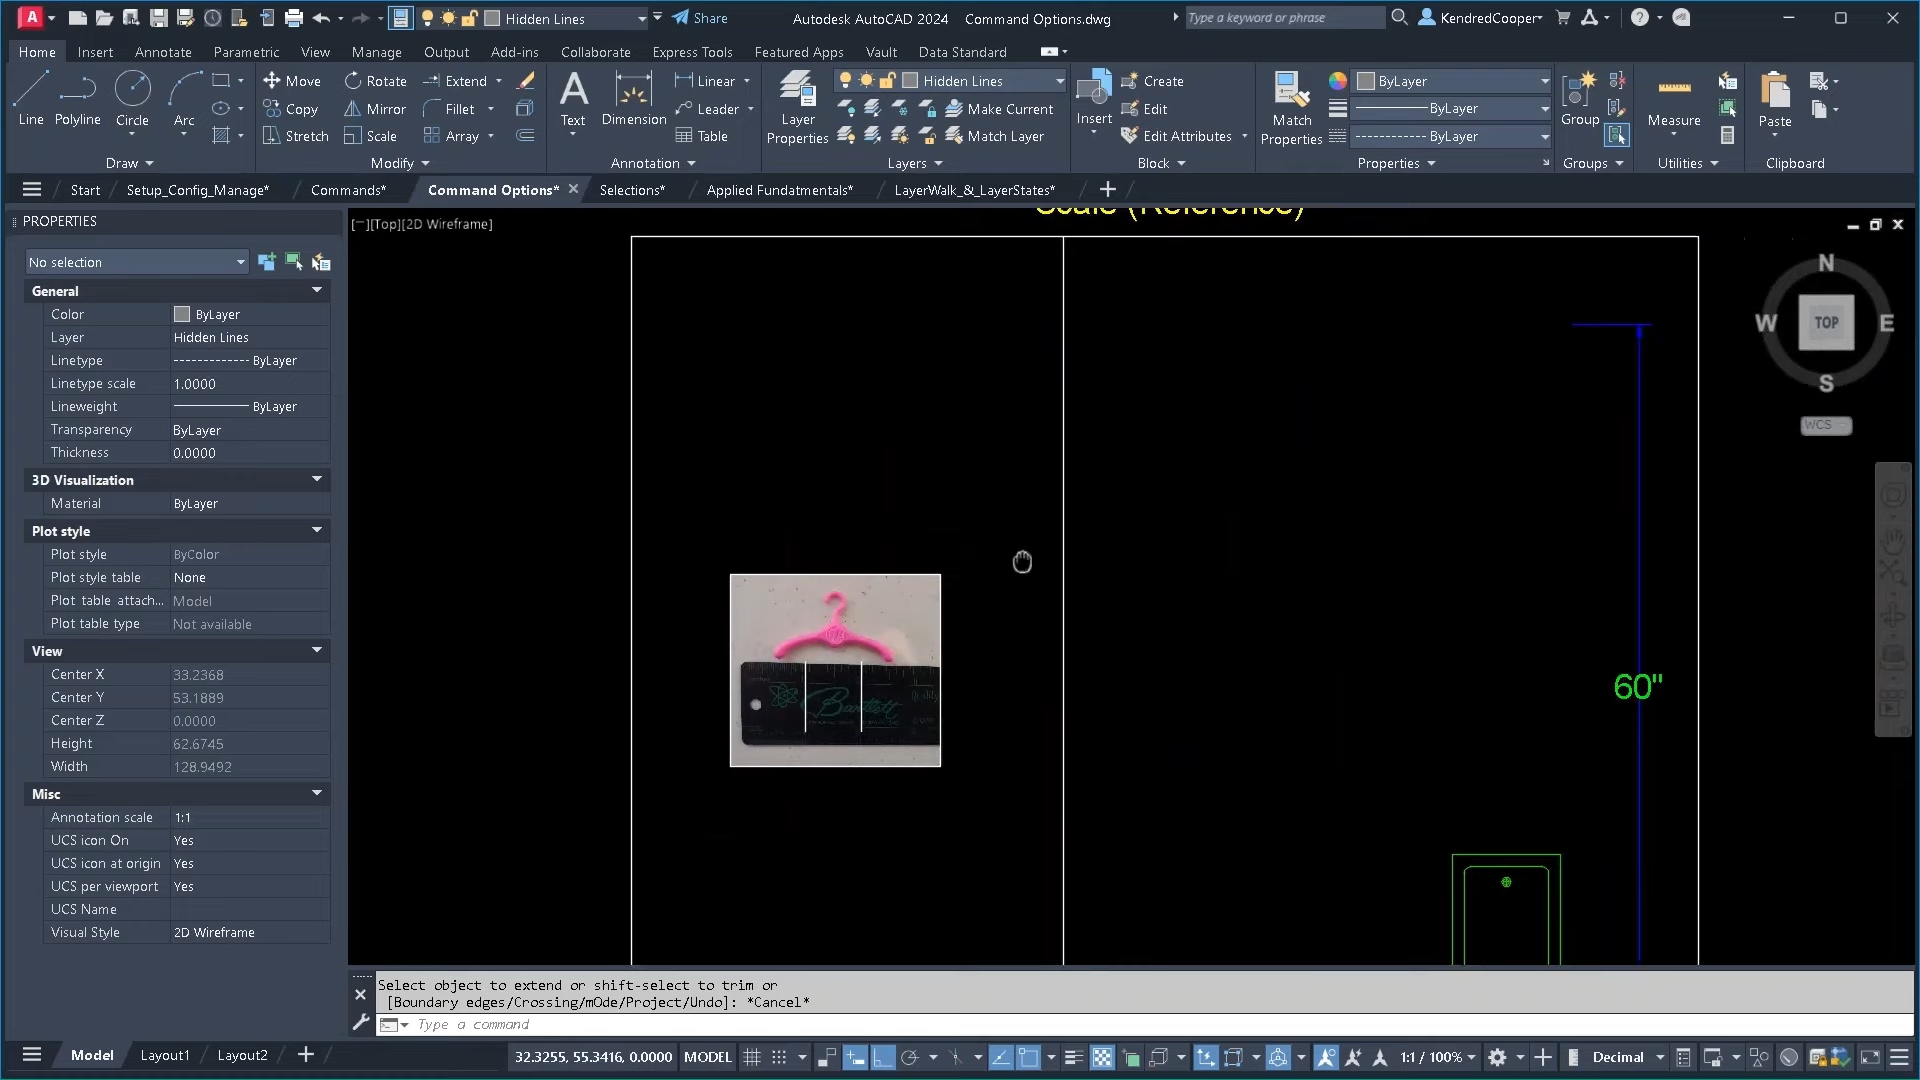 Hidden Lines
Share
Autodesk AutoCAD 2024 Command Options.dwg
Type a keyword or phrase
KendredCooper
Home Insert Annotate Parametric View Manage Output Add-ins Collaborate Express Tools Featured Apps Vault Data Standard
Line Polyline Circle Arc
Move Rotate Extend
Copy Mirror Fillet
Stretch Scale Array
Text Dimension
Linear
Leader
Table
Layer Properties
Hidden Lines
Make Current
Match Layer
Insert
Create
Edit
Edit Attributes
Match Properties
ByLayer
ByLayer
ByLayer
Group
Measure
Paste
Draw Modify Annotation Layers Block Properties Groups Utilities Clipboard
Start Setup_Config_Manage* Commands* Command Options* Selections* Applied Fundatmentals* LayerWalk_&_LayerStates*
PROPERTIES
No selection
General
Color ByLayer
Layer Hidden Lines
Linetype ByLayer
Linetype scale 1.0000
Lineweight ByLayer
Transparency ByLayer
Thickness 0.0000
3D Visualization
Material ByLayer
Plot style
Plot style ByColor
Plot style table None
Plot table attach... Model
Plot table type Not available
View
Center X 33.2368
Center Y 53.1889
Center Z 0.0000
Height 62.6745
Width 128.9492
Misc
Annotation scale 1:1
UCS icon On Yes
UCS icon at origin Yes
UCS per viewport Yes
UCS Name
Visual Style 2D Wireframe
[−][Top][2D Wireframe]
Scale (Reference)
N
W TOP E
S
WCS
Bartlett
Quality
60"
Select object to extend or shift-select to trim or
[Boundary edges/Crossing/mOde/Project/Undo]: *Cancel*
Type a command
Model Layout1 Layout2
32.3255, 55.3416, 0.0000 MODEL
1:1 / 100%
Decimal